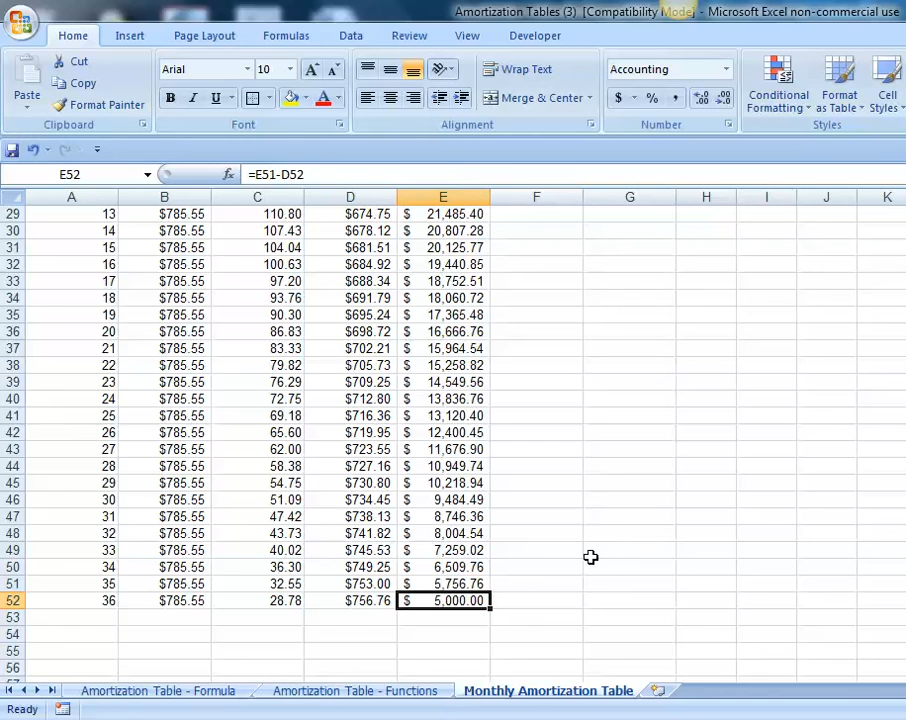 Amortization Tables (3) [Compatibility Mode] - Microsoft Excel non-commercial use
Home Insert Page Layout Formulas Data Review View Developer
Paste Cut Copy Format Painter
Arial 10
B I U A A A
Wrap Text
Merge & Center
Accounting
$ % , .00 .0
Conditional Formatting Format as Table Cell Styles
Clipboard Font Alignment Number Styles
E52 fx =E51-D52
A B C D E F G H I J K
29 13 $785.55 110.80 $674.75 $ 21,485.40
30 14 $785.55 107.43 $678.12 $ 20,807.28
31 15 $785.55 104.04 $681.51 $ 20,125.77
32 16 $785.55 100.63 $684.92 $ 19,440.85
33 17 $785.55 97.20 $688.34 $ 18,752.51
34 18 $785.55 93.76 $691.79 $ 18,060.72
35 19 $785.55 90.30 $695.24 $ 17,365.48
36 20 $785.55 86.83 $698.72 $ 16,666.76
37 21 $785.55 83.33 $702.21 $ 15,964.54
38 22 $785.55 79.82 $705.73 $ 15,258.82
39 23 $785.55 76.29 $709.25 $ 14,549.56
40 24 $785.55 72.75 $712.80 $ 13,836.76
41 25 $785.55 69.18 $716.36 $ 13,120.40
42 26 $785.55 65.60 $719.95 $ 12,400.45
43 27 $785.55 62.00 $723.55 $ 11,676.90
44 28 $785.55 58.38 $727.16 $ 10,949.74
45 29 $785.55 54.75 $730.80 $ 10,218.94
46 30 $785.55 51.09 $734.45 $ 9,484.49
47 31 $785.55 47.42 $738.13 $ 8,746.36
48 32 $785.55 43.73 $741.82 $ 8,004.54
49 33 $785.55 40.02 $745.53 $ 7,259.02
50 34 $785.55 36.30 $749.25 $ 6,509.76
51 35 $785.55 32.55 $753.00 $ 5,756.76
52 36 $785.55 28.78 $756.76 $ 5,000.00
53
54
55
56
Amortization Table - Formula Amortization Table - Functions Monthly Amortization Table
Ready